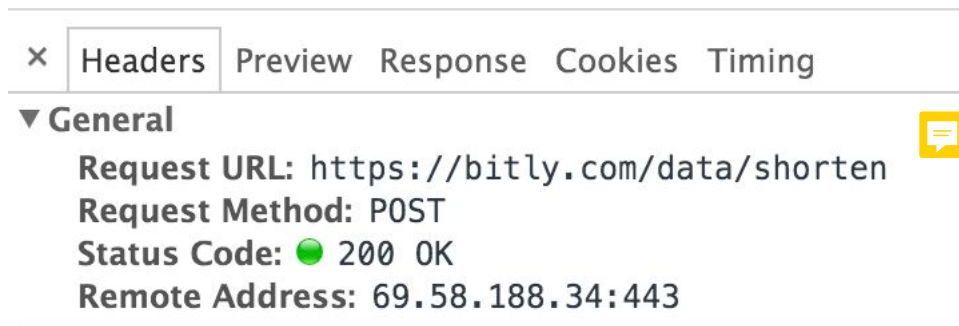 × Headers Preview Response Cookies Timing
▼ General
Request URL: https://bitly.com/data/shorten
Request Method: POST
Status Code: 200 OK
Remote Address: 69.58.188.34:443